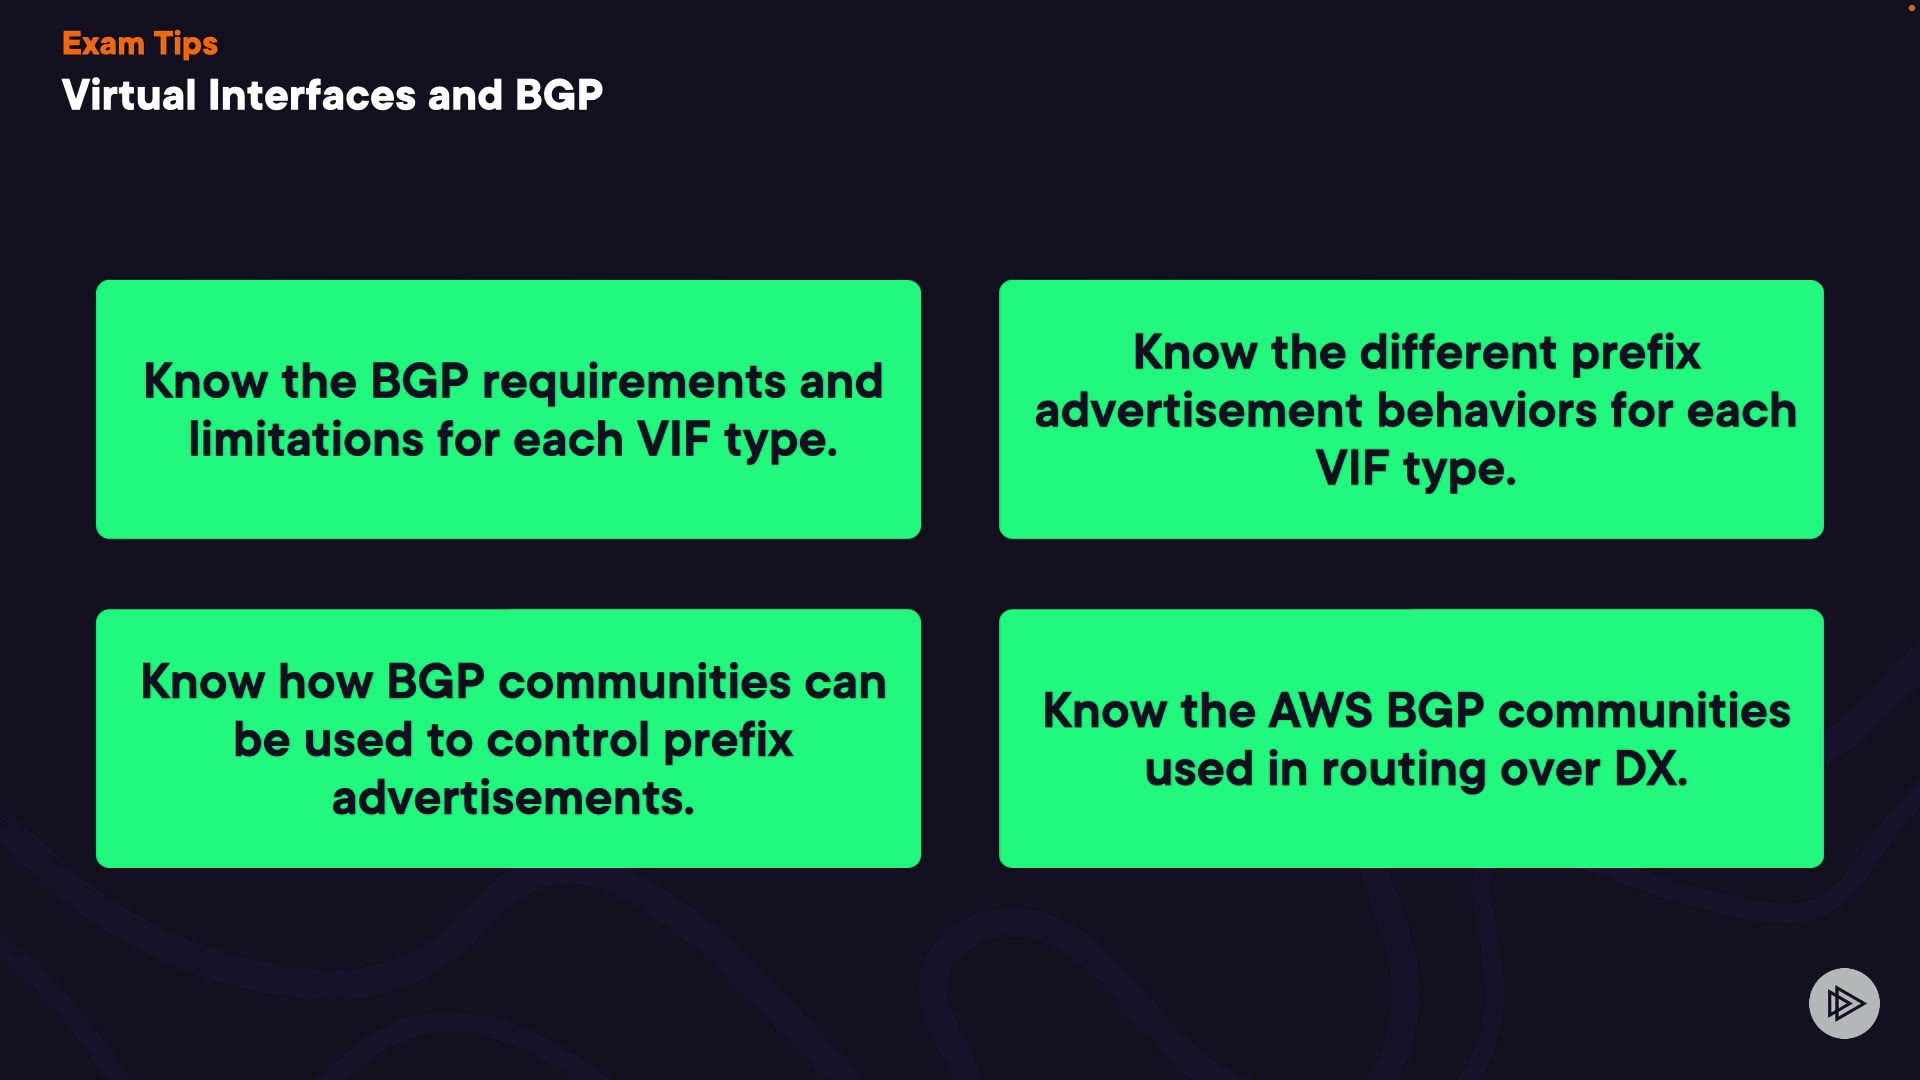 Exam Tips
Virtual Interfaces and BGP
Know the BGP requirements and
limitations for each VIF type.
Know the different prefix
advertisement behaviors for each
VIF type.
Know how BGP communities can
be used to control prefix
advertisements.
Know the AWS BGP communities
used in routing over DX.